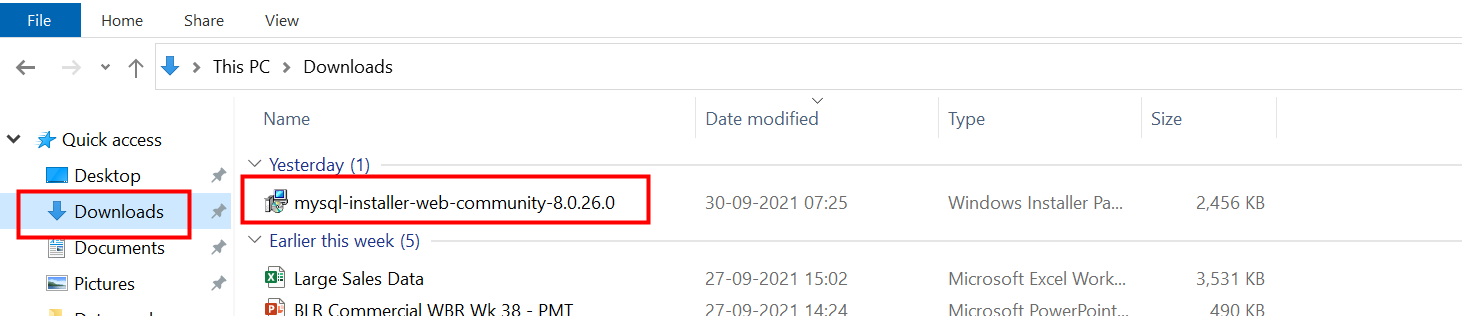 File Home Share View
This PC > Downloads
Name Date modified Type Size
Quick access
Yesterday (1)
Desktop
Downloads
mysql-installer-web-community-8.0.26.0 30-09-2021 07:25 Windows Installer Pa... 2,456 KB
Documents
Earlier this week (5)
Pictures
Large Sales Data 27-09-2021 15:02 Microsoft Excel Work... 3,531 KB
BLR Commercial WBR Wk 38 - PMT 27-09-2021 14:24 Microsoft PowerPoint... 490 KB